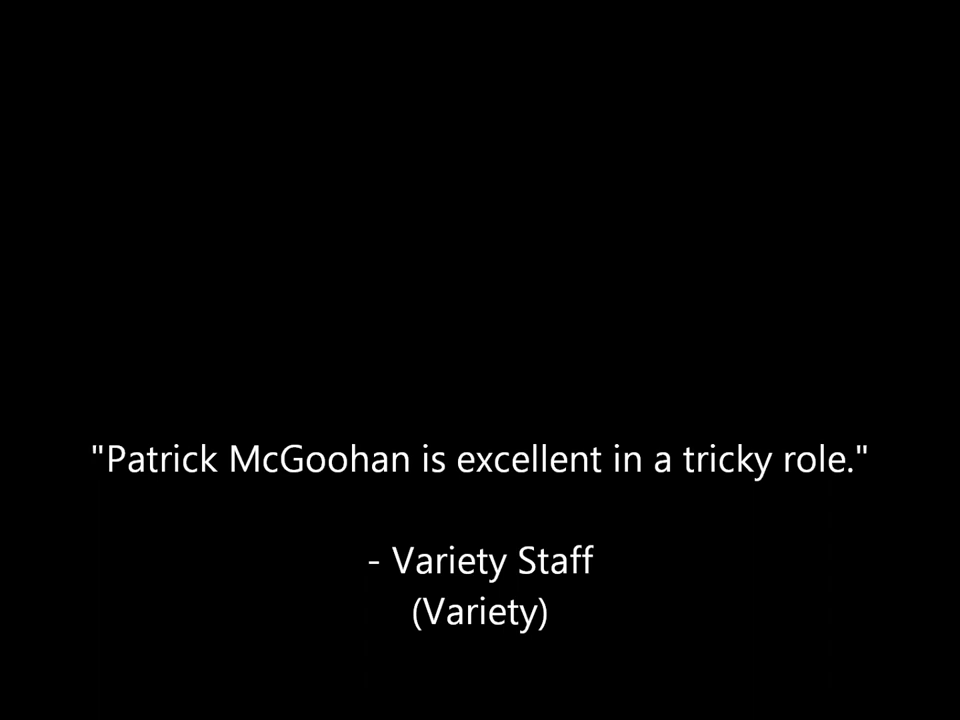 "Patrick McGoohan is excellent in a tricky role."
- Variety Staff
(Variety)